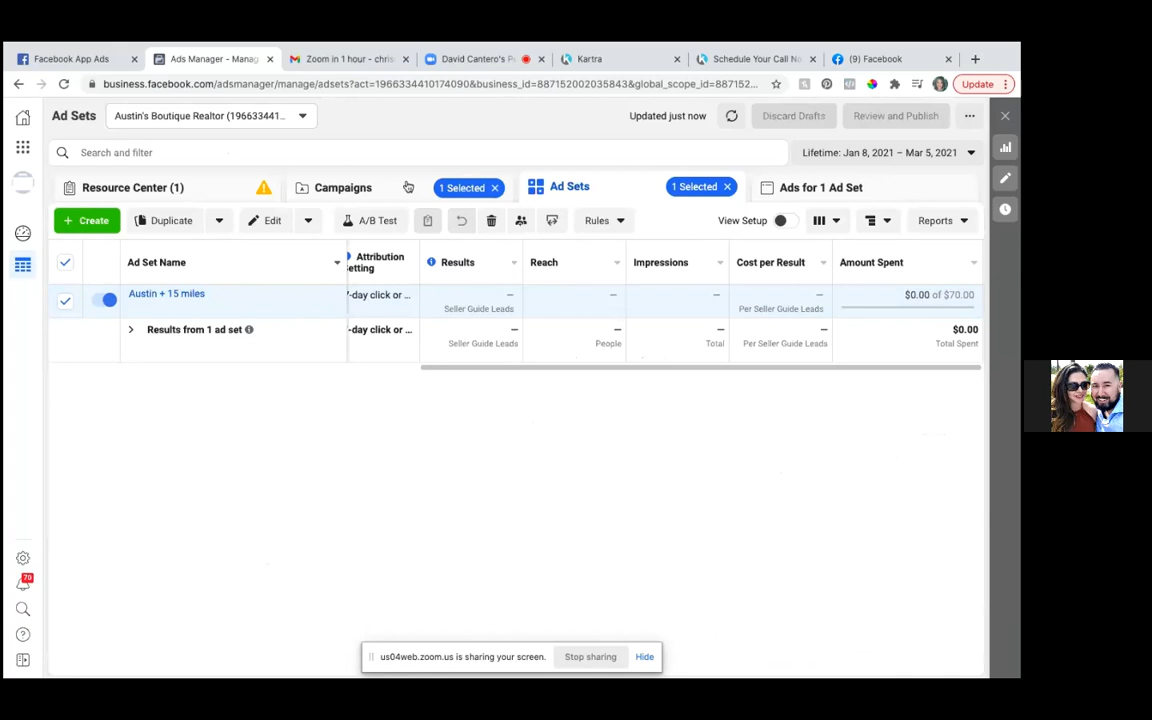 Facebook App Ads
Ads Manager - Manag
Zoom in 1 hour - chris
David Cantero's P
Kartra
Schedule Your Call No
(9) Facebook
business.facebook.com/adsmanager/manage/adsets?act=1966334410174090&business_id=887152002035843&global_scope_id=887152...
Update
Ad Sets
Austin's Boutique Realtor (196633441...
Updated just now
Discard Drafts
Review and Publish
Search and filter
Lifetime: Jan 8, 2021 – Mar 5, 2021
Resource Center (1)
Campaigns
1 Selected
Ad Sets
1 Selected
Ads for 1 Ad Set
+ Create
Duplicate
Edit
A/B Test
Rules
View Setup
Reports
Ad Set Name
Attribution
etting
Results
Reach
Impressions
Cost per Result
Amount Spent
Austin + 15 miles
7-day click or ...
—
Seller Guide Leads
—
—
—
Per Seller Guide Leads
$0.00 of $70.00
Results from 1 ad set
-day click or ...
—
Seller Guide Leads
—
People
—
Total
—
Per Seller Guide Leads
$0.00
Total Spent
70
us04web.zoom.us is sharing your screen.
Stop sharing
Hide